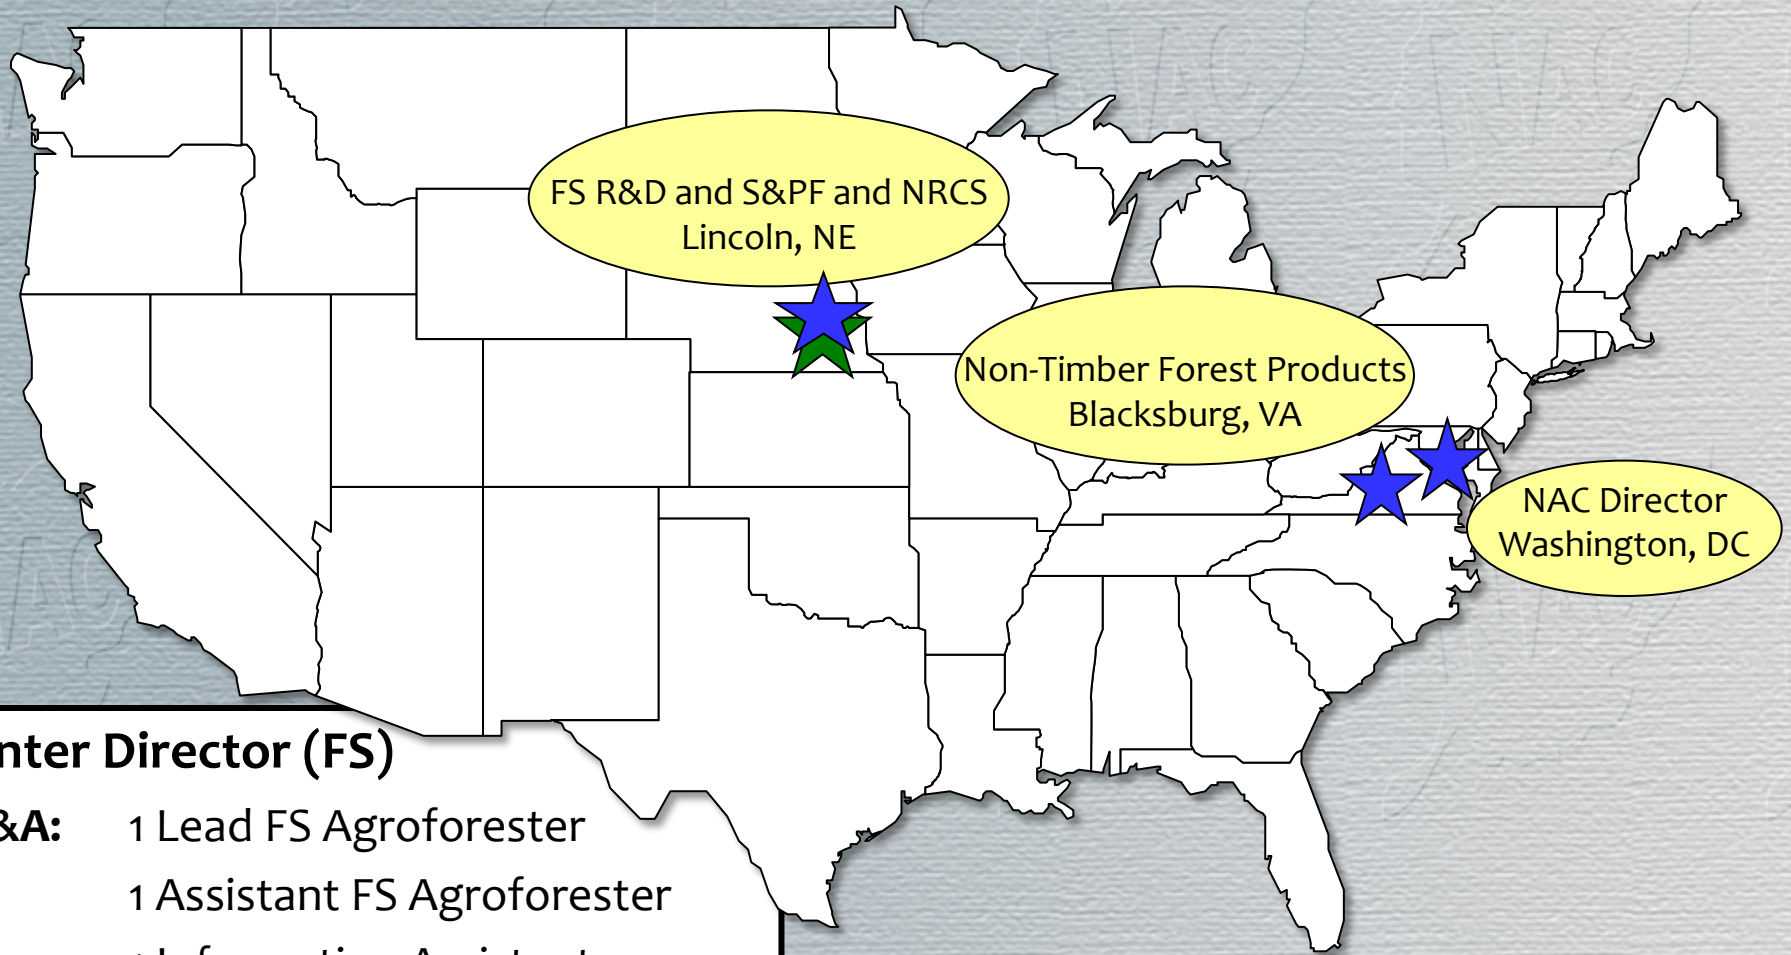 FS R&D and S&PF and NRCS
Lincoln, NE
Non-Timber Forest Products
Blacksburg, VA
NAC Director
Washington, DC
nter Director (FS)
&A: 1 Lead FS Agroforester
1 Assistant FS Agroforester